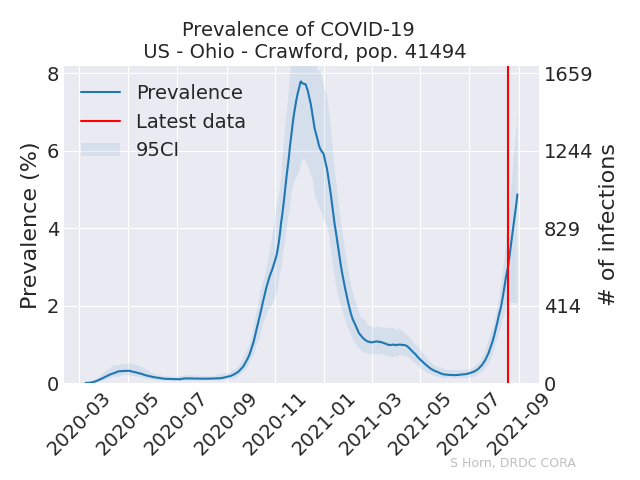 Prevalence of COVID-19
US - Ohio - Crawford, pop. 41494
Prevalence
Latest data
95CI
Prevalence (%)
8
6
4
2
0
1659
1244
829
414
0
# of infections
2020-03
2020-05
2020-07
2020-09
2020-11
2021-01
2021-03
2021-05
2021-07
2021-09
S Horn, DRDC CORA